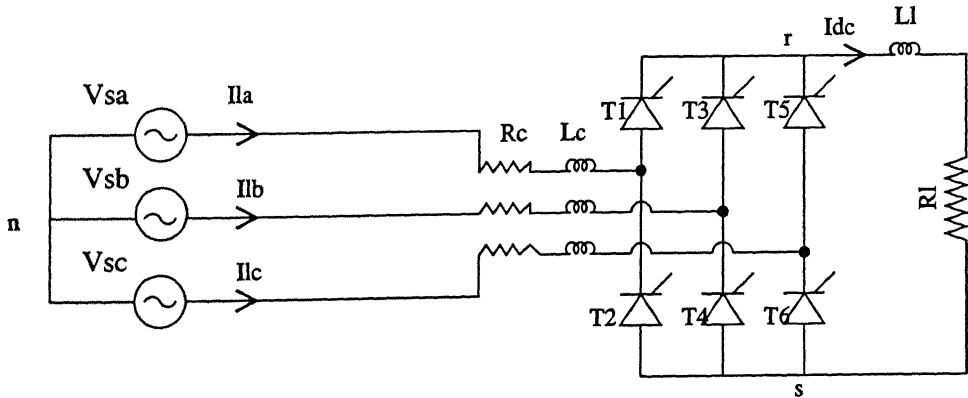 Ll
Idc
r
Vsa
Ila
T1
T3
T5
Rc
Lc
Vsb
Ilb
n
Rl
Vsc
Ilc
T2
T4
T6
s